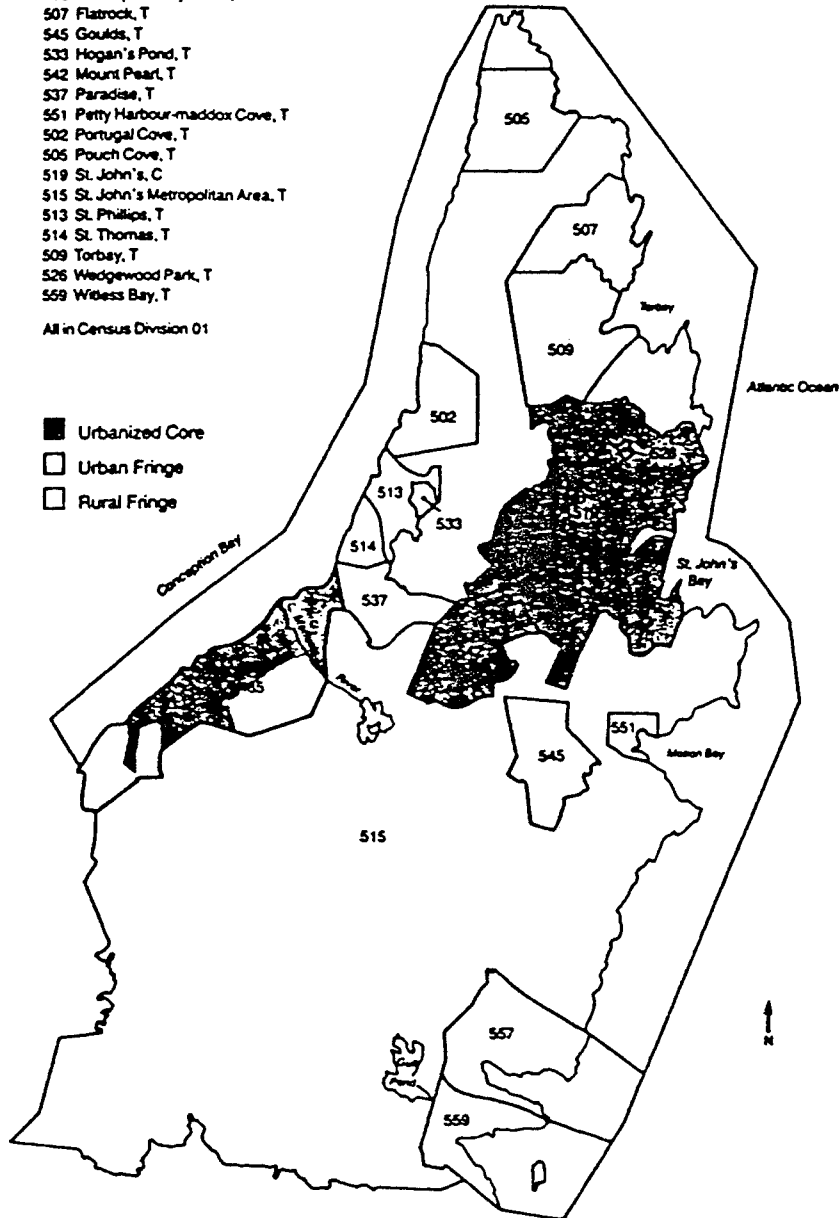 507 Flatrock, T
545 Goulds, T
533 Hogan's Pond, T
542 Mount Pearl, T
537 Paradise, T
551 Petty Harbour-maddox Cove, T
502 Portugal Cove, T
505 Pouch Cove, T
519 St. John's, C
515 St. John's Metropolitan Area, T
513 St. Phillips, T
514 St. Thomas, T
509 Torbay, T
526 Wedgewood Park, T
559 Witless Bay, T
All in Census Division 01
Urbanized Core
Urban Fringe
Rural Fringe
505
507
Torbay
509
Atlantic Ocean
502
513
533
514
Conception Bay
St. John's
Bay
537
551
Motion Bay
545
515
557
Pond
559
N